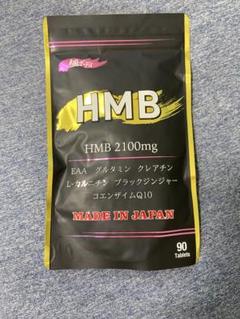 HMB
HMB 2100mg
EAA グルタミン クレアチン
L-カルニチン ブラックジンジャー
コエンザイムQ10
MADE IN JAPAN
90
Tablets